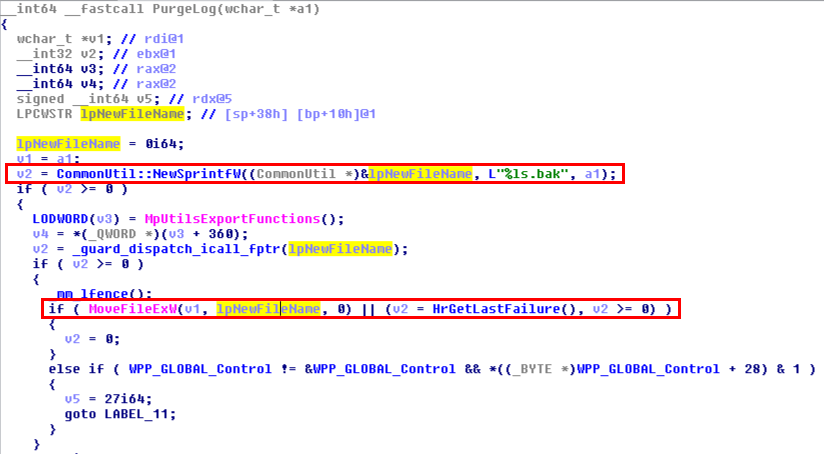 __int64 __fastcall PurgeLog(wchar_t *a1)
{
wchar_t *v1; // rdi@1
__int32 v2; // ebx@1
__int64 v3; // rax@2
__int64 v4; // rax@2
signed __int64 v5; // rdx@5
LPCWSTR lpNewFileName; // [sp+38h] [bp+10h]@1
lpNewFileName = 0i64;
v1 = a1;
v2 = CommonUtil::NewSprintfW((CommonUtil *)&lpNewFileName, L"%ls.bak", a1);
if ( v2 >= 0 )
{
LODWORD(v3) = MpUtilsExportFunctions();
v4 = *(_QWORD *)(v3 + 360);
v2 = _guard_dispatch_icall_fptr(lpNewFileName);
if ( v2 >= 0 )
{
_mm_lfence();
if ( MoveFileExW(v1, lpNewFileName, 0) || (v2 = HrGetLastFailure(), v2 >= 0) )
{
v2 = 0;
}
else if ( WPP_GLOBAL_Control != &WPP_GLOBAL_Control && *((_BYTE *)WPP_GLOBAL_Control + 28) & 1 )
{
v5 = 27i64;
goto LABEL_11;
}
}